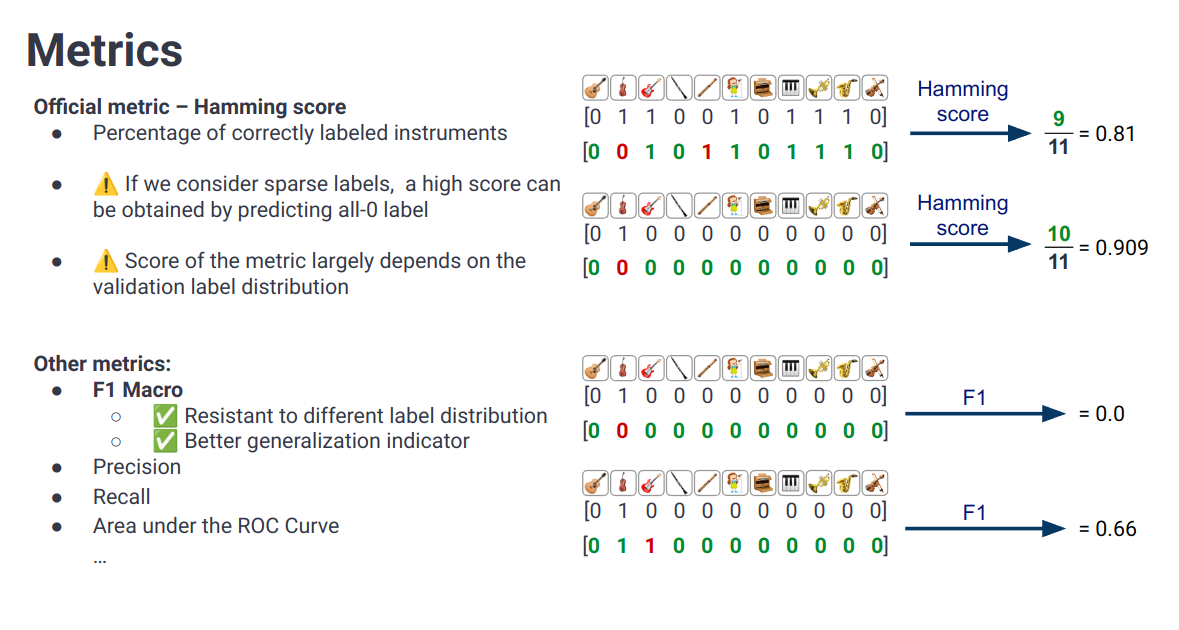 Metrics
Official metric – Hamming score
● Percentage of correctly labeled instruments
● ⚠️ If we consider sparse labels, a high score can
be obtained by predicting all-0 label
● ⚠️ Score of the metric largely depends on the
validation label distribution
[0 1 1 0 0 1 0 1 1 1 0]
[0 0 1 0 1 1 0 1 1 1 0]
Hamming
score
9
11
= 0.81
[0 1 0 0 0 0 0 0 0 0 0]
[0 0 0 0 0 0 0 0 0 0 0]
Hamming
score
10
11
= 0.909
Other metrics:
● F1 Macro
○ ✅ Resistant to different label distribution
○ ✅ Better generalization indicator
● Precision
● Recall
● Area under the ROC Curve
...
[0 1 0 0 0 0 0 0 0 0 0]
[0 0 0 0 0 0 0 0 0 0 0]
F1
= 0.0
[0 1 0 0 0 0 0 0 0 0 0]
[0 1 1 0 0 0 0 0 0 0 0]
F1
= 0.66